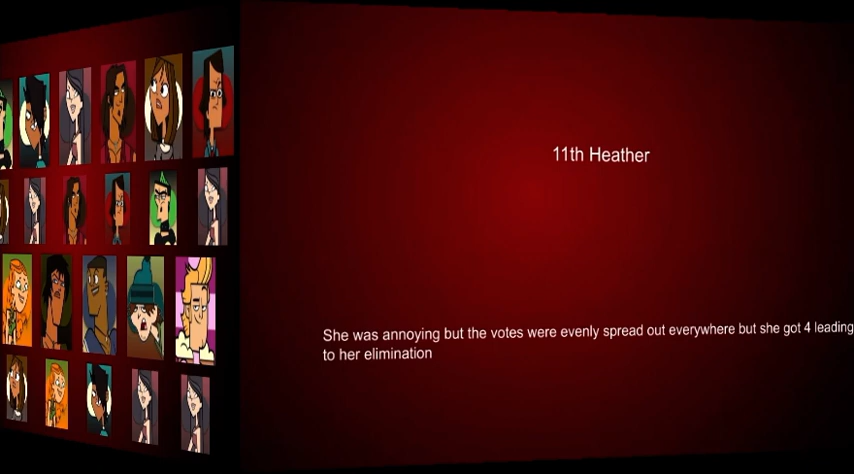 11th Heather
She was annoying but the votes were evenly spread out everywhere but she got 4 leading
to her elimination